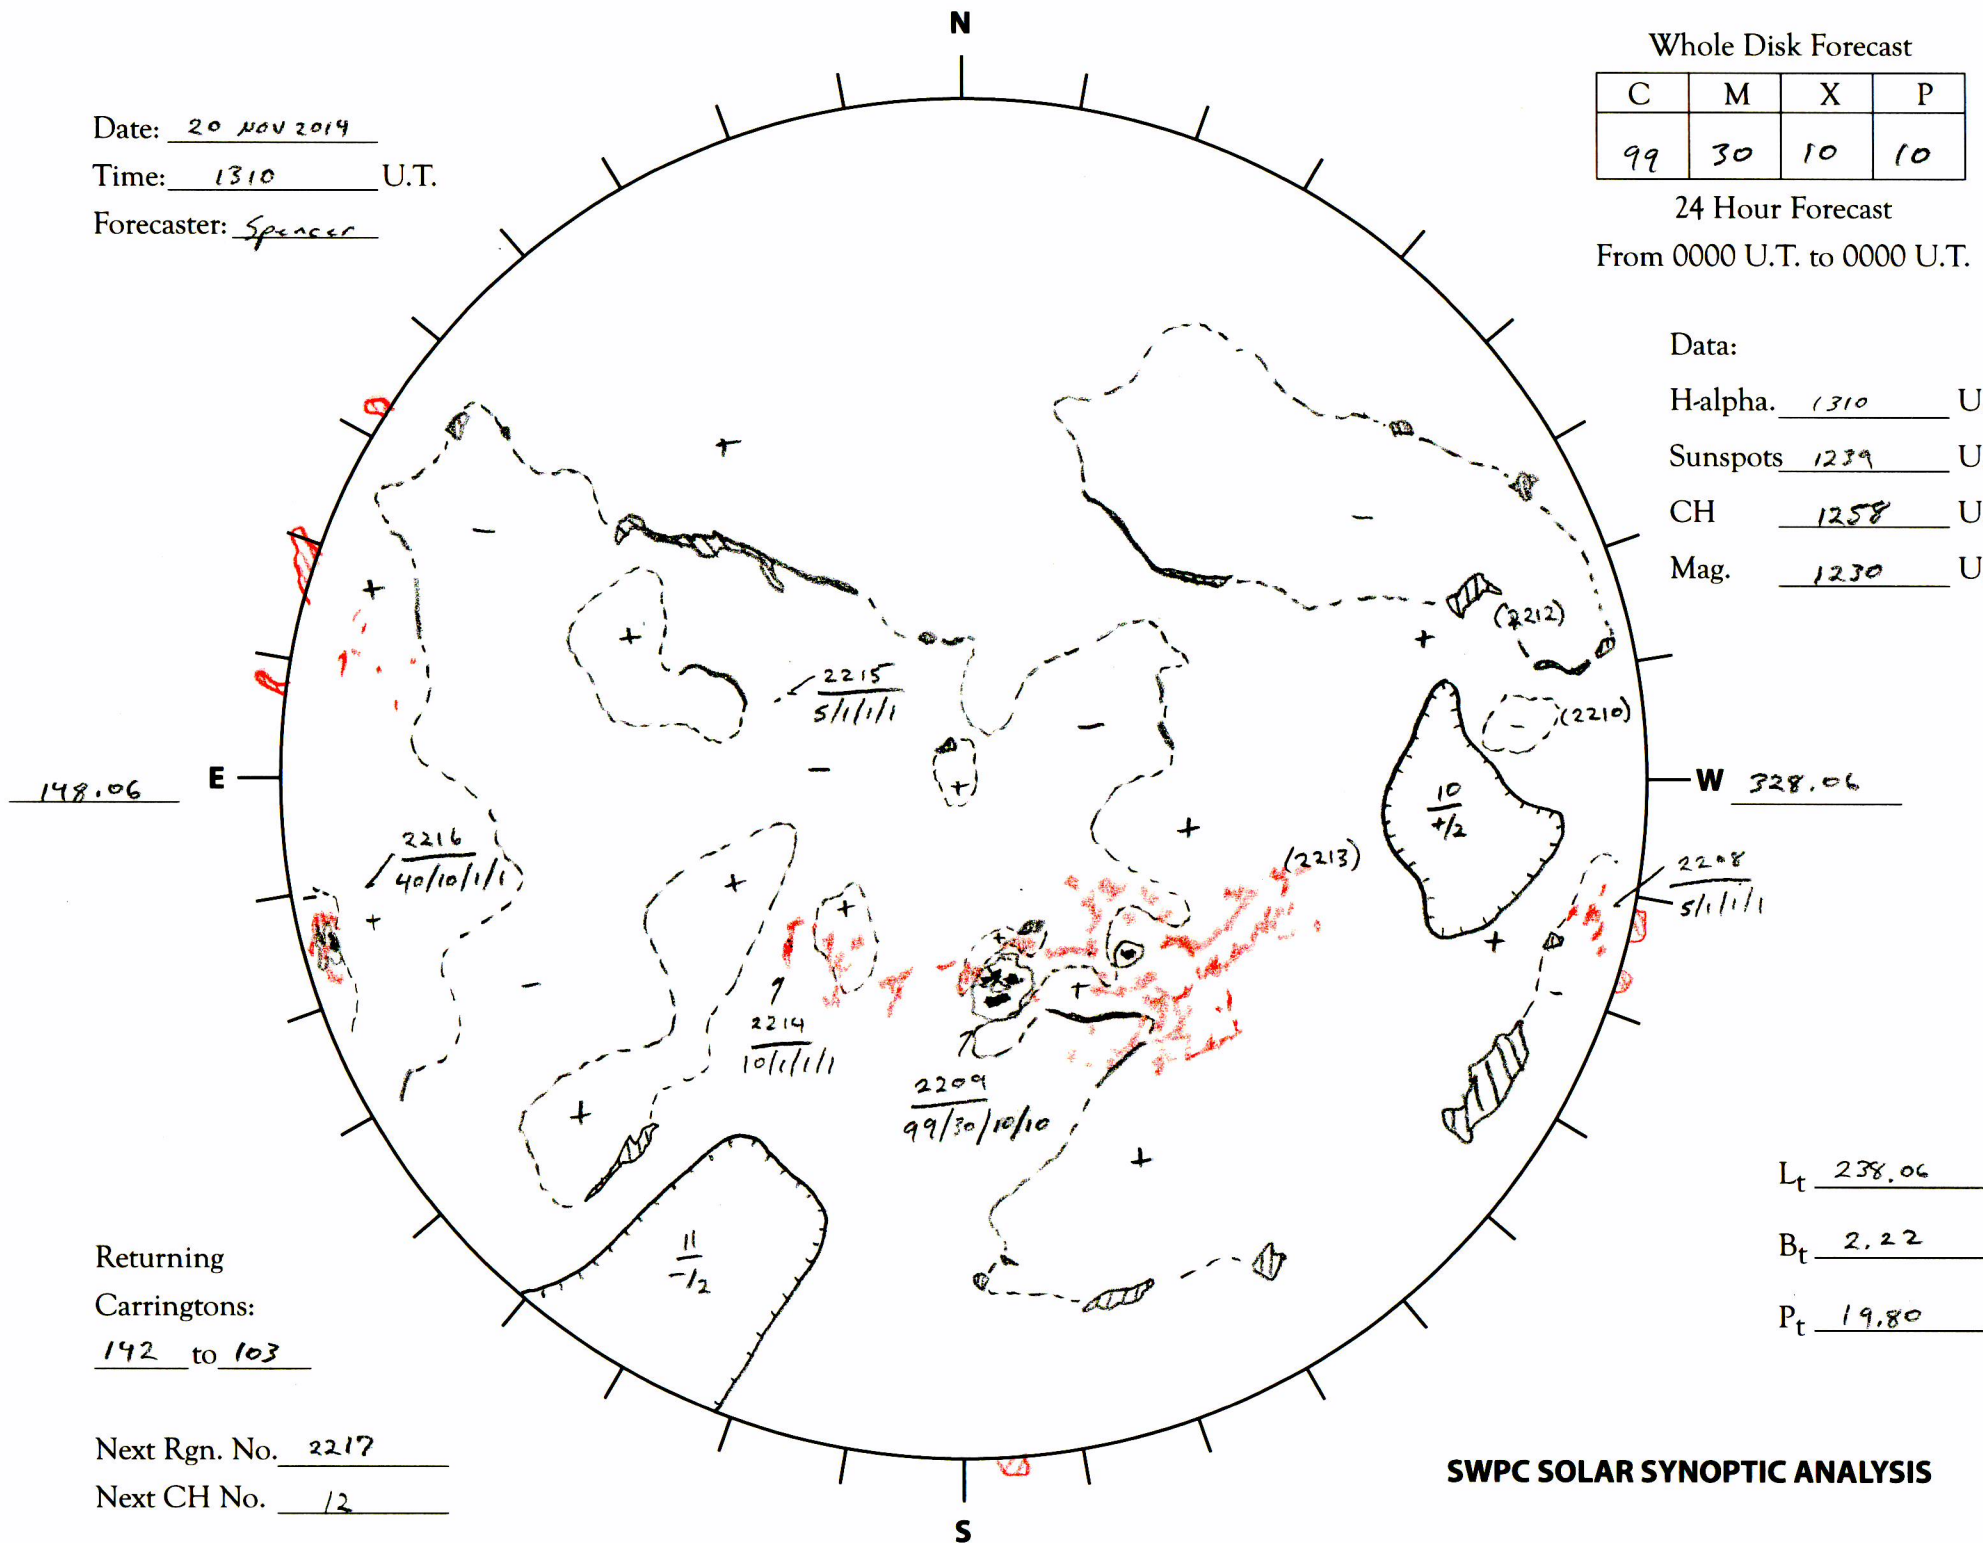 N
Whole Disk Forecast
C M X P
99 30 10 10
24 Hour Forecast
From 0000 U.T. to 0000 U.T.
Date: 20 NOV 2014
Time: 1310 U.T.
Forecaster: Spencer
Data:
H-alpha. 1310 U
Sunspots 1239 U
CH 1258 U
Mag. 1230 U
+
-
-
+
+
(2212)
+
2215
5/1/1/1
-
-
(2210)
148.06 E
-
+
10
+/2
W 328.06
+
2216
40/10/1/1
-
+
+
+
(2213)
2208
5/1/1/1
+
+
-
+
-
2214
10/1/1/1
2209
99/30/10/10
+
+
Lt 238.06
Bt 2.22
Pt 19.80
11
-/2
Returning
Carringtons:
142 to 103
Next Rgn. No. 2217
Next CH No. 12
SWPC SOLAR SYNOPTIC ANALYSIS
S